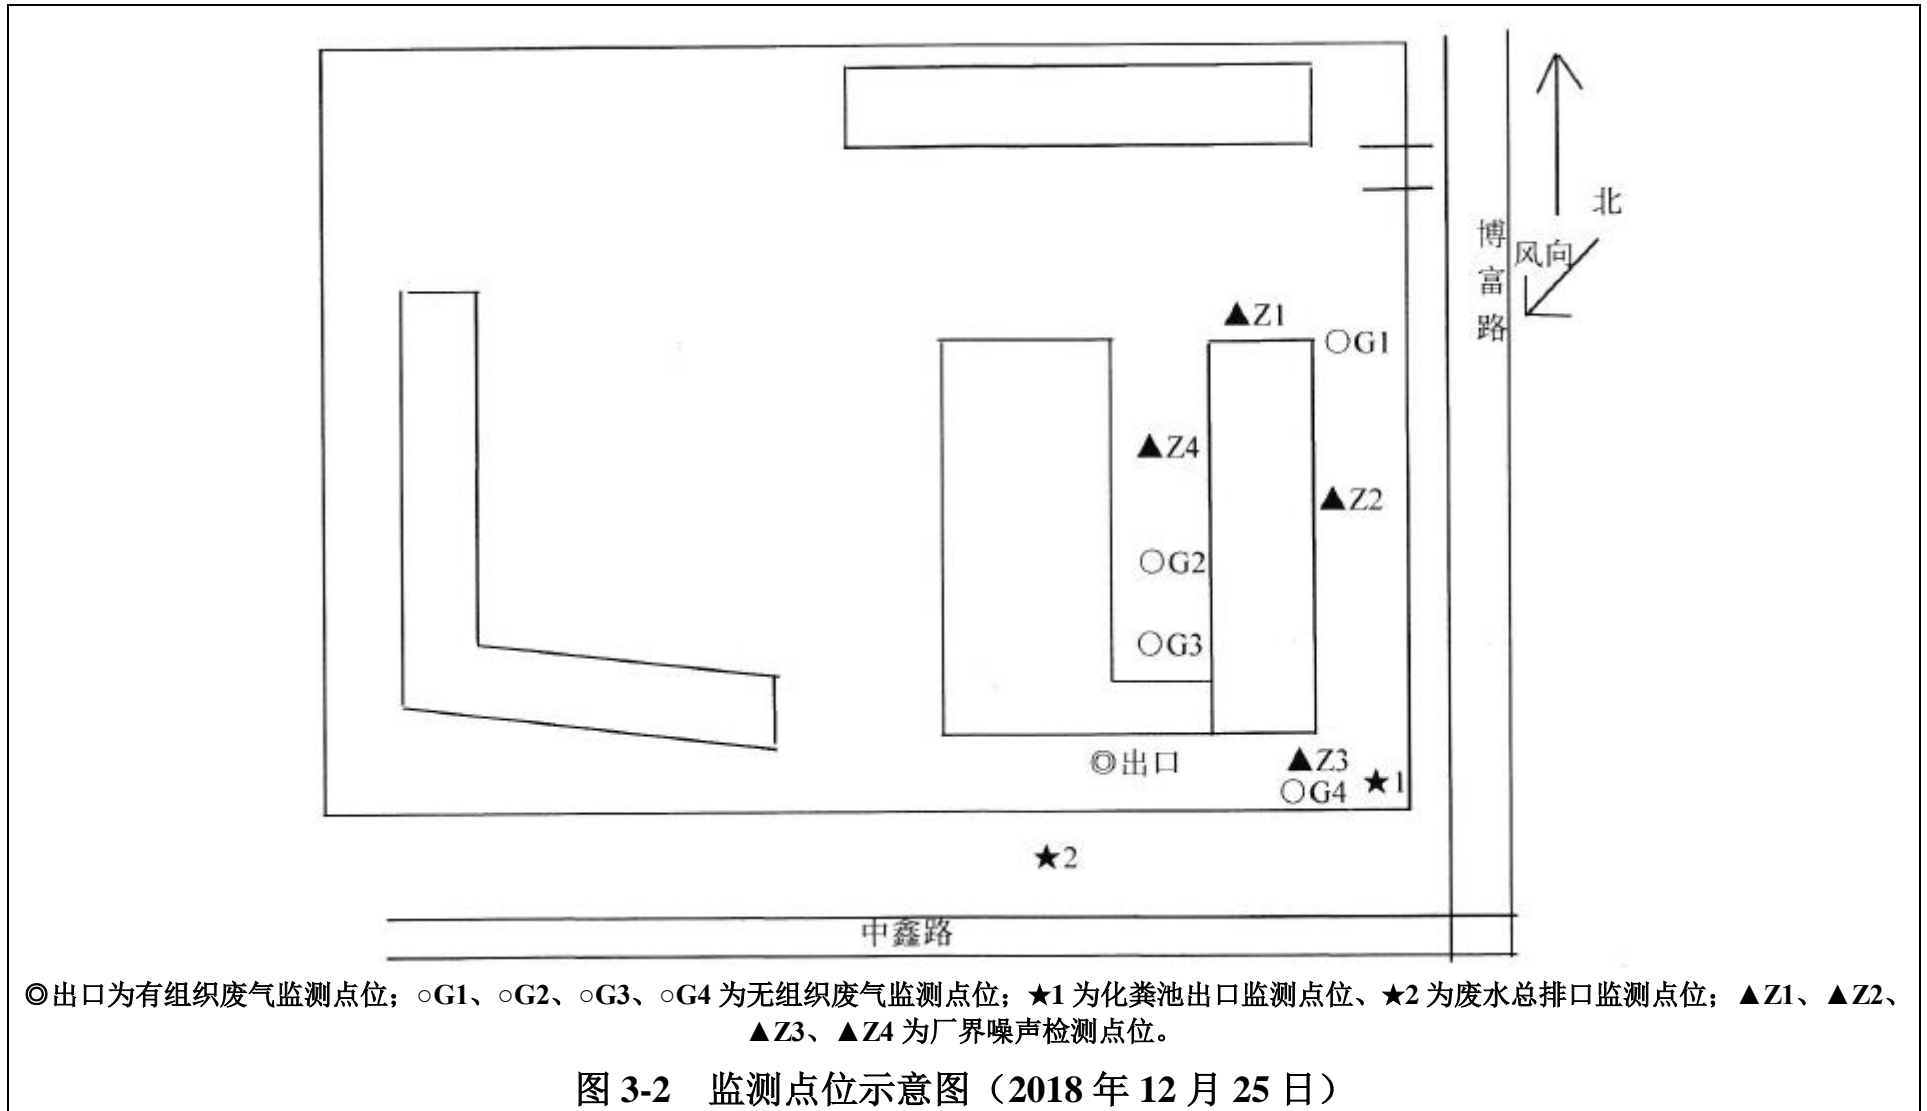 北
博富路
风向
▲Z1
○G1
▲Z4
▲Z2
○G2
○G3
◎出口
▲Z3
○G4
★1
★2
中鑫路
◎出口为有组织废气监测点位；○G1、○G2、○G3、○G4 为无组织废气监测点位；★1 为化粪池出口监测点位、★2 为废水总排口监测点位；▲Z1、▲Z2、
▲Z3、▲Z4 为厂界噪声检测点位。
图 3-2 监测点位示意图（2018 年 12 月 25 日）